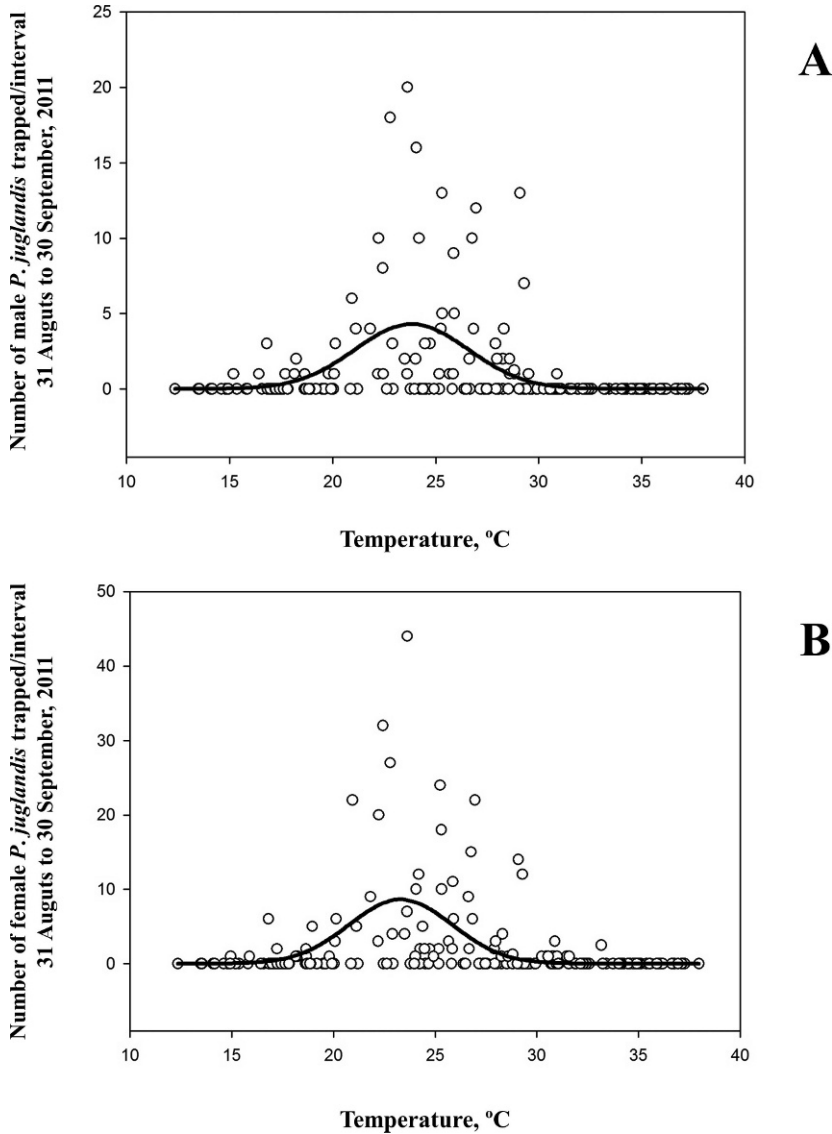 Number of male P. juglandis trapped/interval
31 Auguts to 30 September, 2011
25
20
15
10
5
0
10 15 20 25 30 35 40
Temperature, ºC
A
Number of female P. juglandis trapped/interval
31 Auguts to 30 September, 2011
50
40
30
20
10
0
10 15 20 25 30 35 40
Temperature, ºC
B